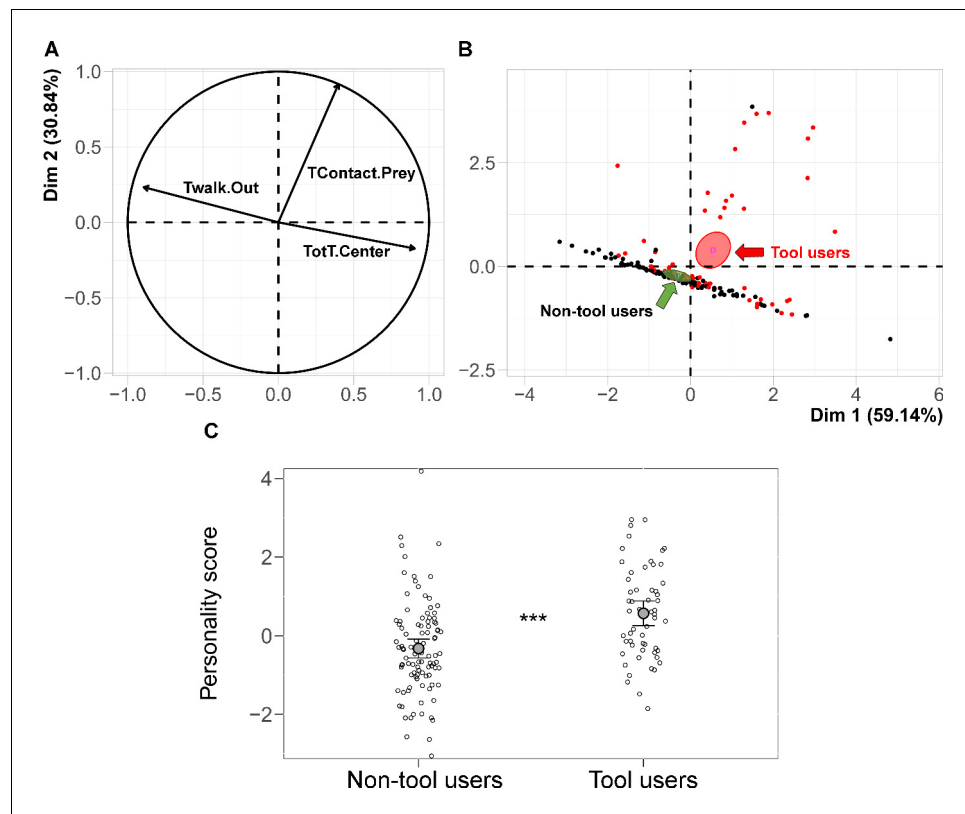 A
Dim 2 (30.84%)
1.0
0.5
0.0
−0.5
−1.0
Twalk.Out
TContact.Prey
TotT.Center
−1.0
−0.5
0.0
0.5
1.0
B
2.5
0.0
−2.5
Tool users
Non-tool users
−4
−2
0
2
4
6
Dim 1 (59.14%)
C
Personality score
4
2
0
−2
***
Non-tool users
Tool users